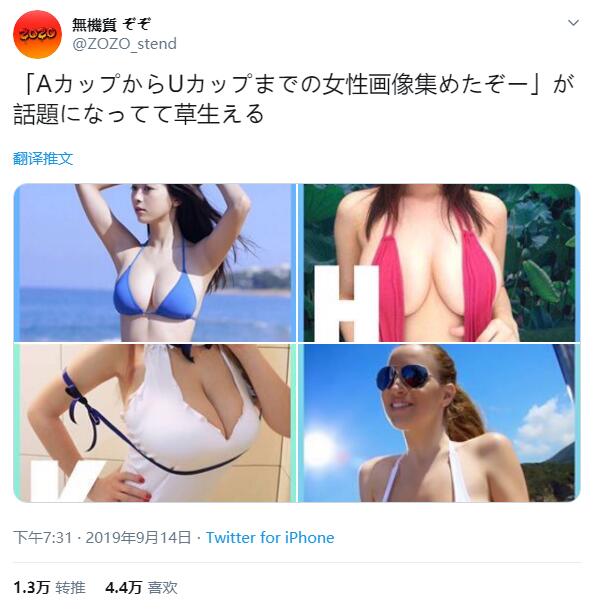 ZOZO
無機質 ぞぞ
@ZOZO_stend
「AカップからUカップまでの女性画像集めたぞー」が
話題になってて草生える
翻译推文
H
K
下午7:31 · 2019年9月14日 · Twitter for iPhone
1.3万 转推 4.4万 喜欢